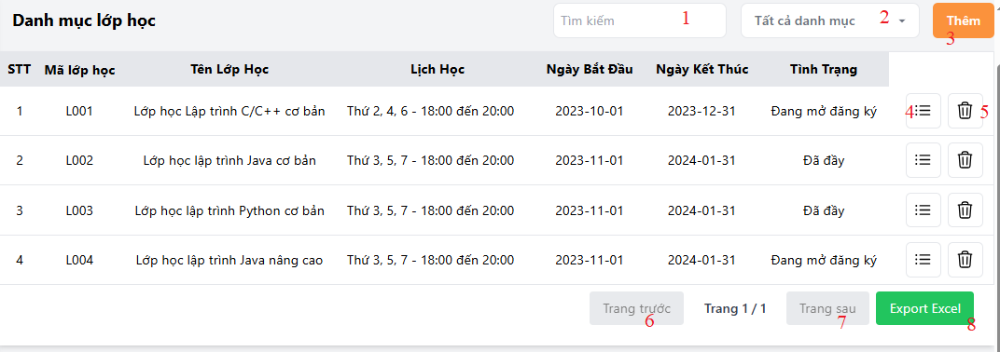 Danh mục lớp học
Tìm kiếm 1
Tất cả danh mục 2
Thêm
3
STT Mã lớp học Tên Lớp Học Lịch Học Ngày Bắt Đầu Ngày Kết Thúc Tình Trạng
1 L001 Lớp học Lập trình C/C++ cơ bản Thứ 2, 4, 6 - 18:00 đến 20:00 2023-10-01 2023-12-31 Đang mở đăng ký 4 5
2 L002 Lớp học lập trình Java cơ bản Thứ 3, 5, 7 - 18:00 đến 20:00 2023-11-01 2024-01-31 Đã đầy
3 L003 Lớp học lập trình Python cơ bản Thứ 3, 5, 7 - 18:00 đến 20:00 2023-11-01 2024-01-31 Đã đầy
4 L004 Lớp học lập trình Java nâng cao Thứ 3, 5, 7 - 18:00 đến 20:00 2023-11-01 2024-01-31 Đang mở đăng ký
Trang trước Trang 1 / 1 Trang sau Export Excel
6 7 8